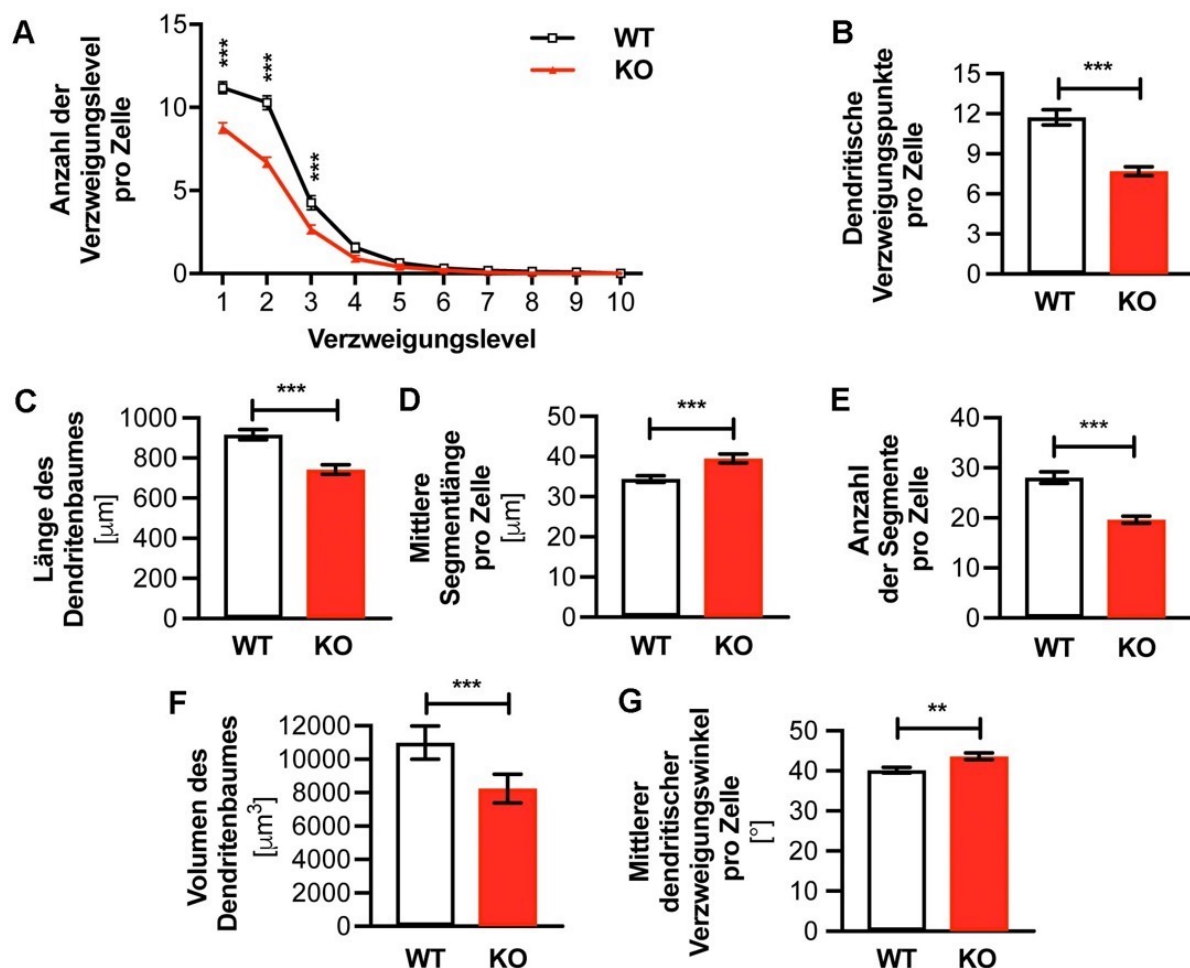 A
Anzahl der
Verzweigungslevel
pro Zelle
15
10
5
0
***
***
***
WT
KO
1 2 3 4 5 6 7 8 9 10
Verzweigungslevel
B
Dendritische
Verzweigungspunkte
pro Zelle
15
12
9
6
3
0
***
WT KO
C
Länge des
Dendritenbaumes
[µm]
1000
800
600
400
200
0
***
WT KO
D
Mittlere
Segmentlänge
pro Zelle
[µm]
50
40
30
20
10
0
***
WT KO
E
Anzahl
der Segmente
pro Zelle
40
30
20
10
0
***
WT KO
F
Volumen des
Dendritenbaumes
[µm³]
12000
10000
8000
6000
4000
2000
0
***
WT KO
G
Mittlerer
dendritischer
Verzweigungswinkel
pro Zelle
[°]
50
40
30
20
10
0
**
WT KO